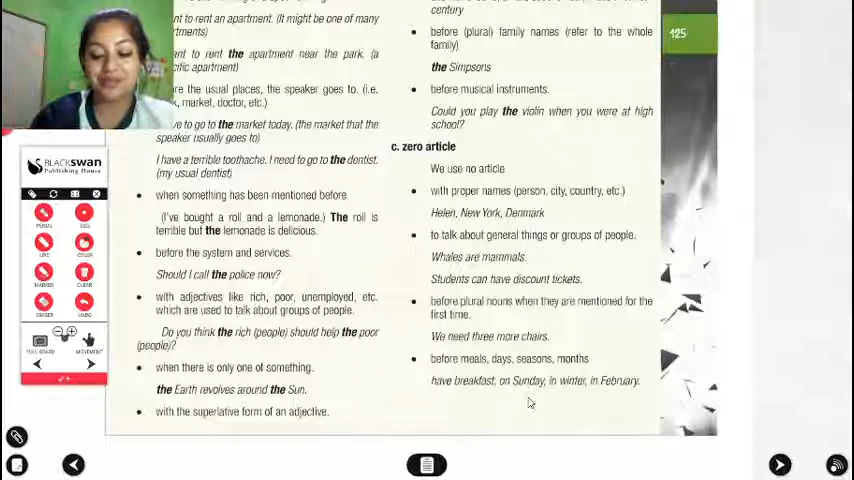 ant to rent an apartment. (It might be one of many
rtments)
ant to rent the apartment near the park. (a
cific apartment)
re the usual places, the speaker goes to. (i.e.
k, market, doctor, etc.)
ve to go to the market today. (the market that the
speaker usually goes to)
I have a terrible toothache. I need to go to the dentist.
(my usual dentist)
when something has been mentioned before
(I've bought a roll and a lemonade.) The roll is
terrible but the lemonade is delicious.
before the system and services.
Should I call the police now?
with adjectives like rich, poor, unemployed, etc.
which are used to talk about groups of people.
Do you think the rich (people) should help the poor
(people)?
when there is only one of something.
the Earth revolves around the Sun.
with the superlative form of an adjective.
century
before (plural) family names (refer to the whole
family)
the Simpsons
before musical instruments.
Could you play the violin when you were at high
school?
c. zero article
We use no article
with proper names (person, city, country, etc.)
Helen, New York, Denmark
to talk about general things or groups of people.
Whales are mammals.
Students can have discount tickets.
before plural nouns when they are mentioned for the
first time.
We need three more chairs.
before meals, days, seasons, months
have breakfast, on Sunday, in winter, in February.
125
BLACKSWAN
Publishing House
LINE
COLOR
MARKER
CLEAR
ERASER
UNDO
FULL BOARD
MOVEMENT